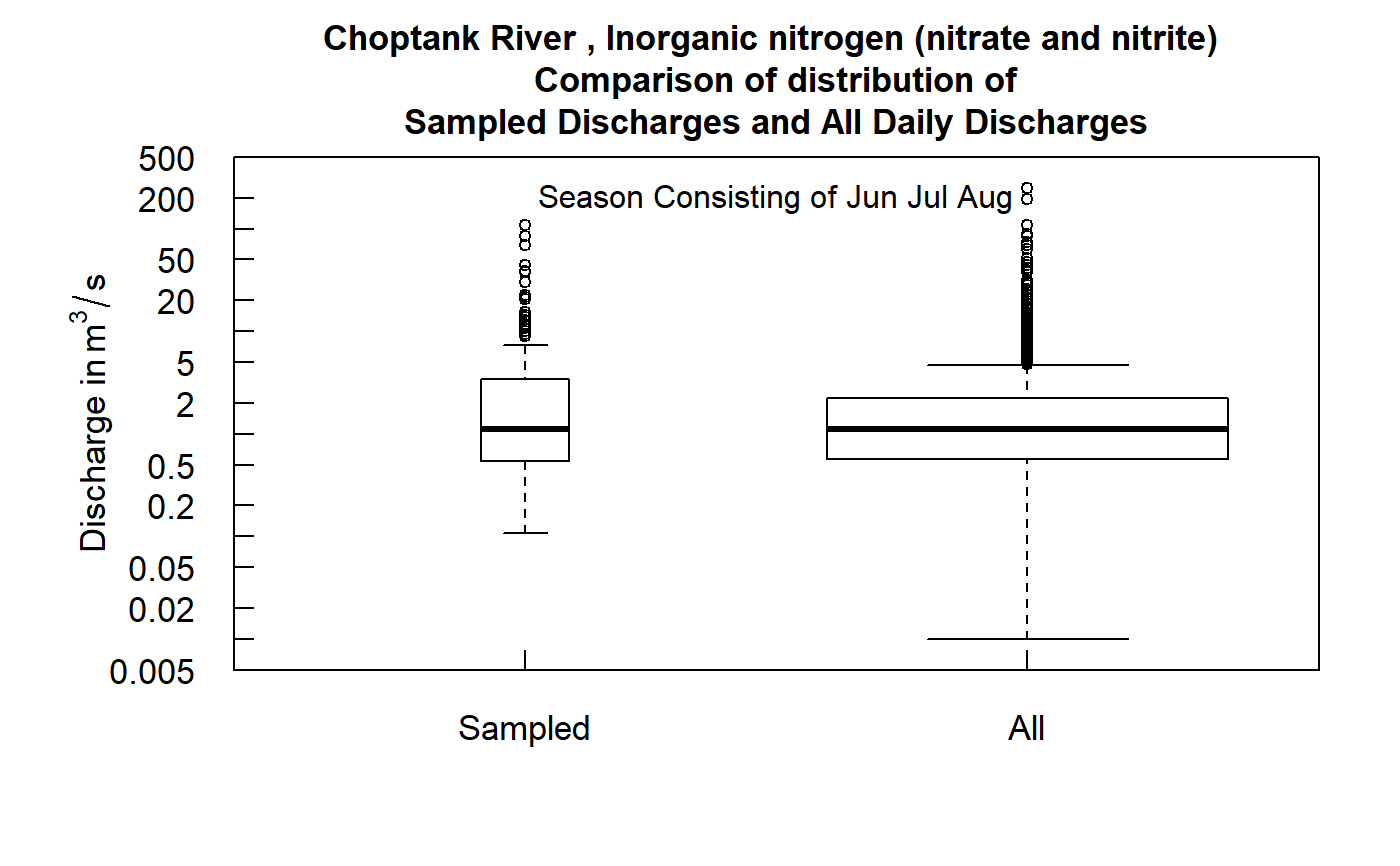 Choptank River , Inorganic nitrogen (nitrate and nitrite)
Comparison of distribution of
Sampled Discharges and All Daily Discharges
Season Consisting of Jun Jul Aug
Discharge in m³/s
500
200
50
20
5
2
0.5
0.2
0.05
0.02
0.005
Sampled
All